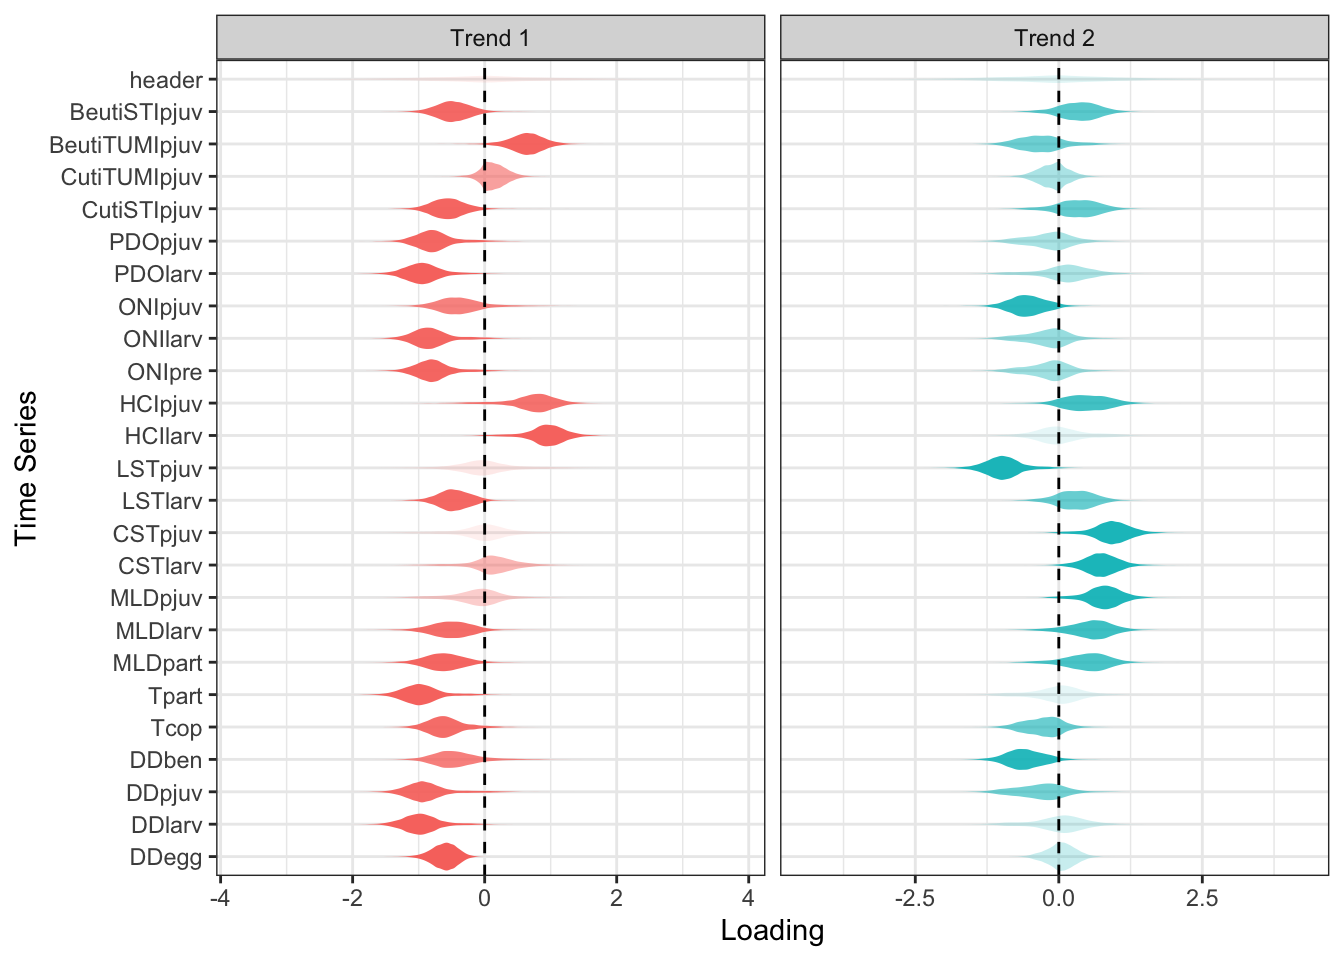 Trend 1
Trend 2
header
BeutiSTIpjuv
BeutiTUMIpjuv
CutiTUMIpjuv
CutiSTIpjuv
PDOpjuv
PDOlarv
ONIpjuv
ONIlarv
ONIpre
HCIpjuv
HCIlarv
LSTpjuv
LSTlarv
CSTpjuv
CSTlarv
MLDpjuv
MLDlarv
MLDpart
Tpart
Tcop
DDben
DDpjuv
DDlarv
DDegg
Time Series
-4 -2 0 2 4
-2.5 0.0 2.5
Loading